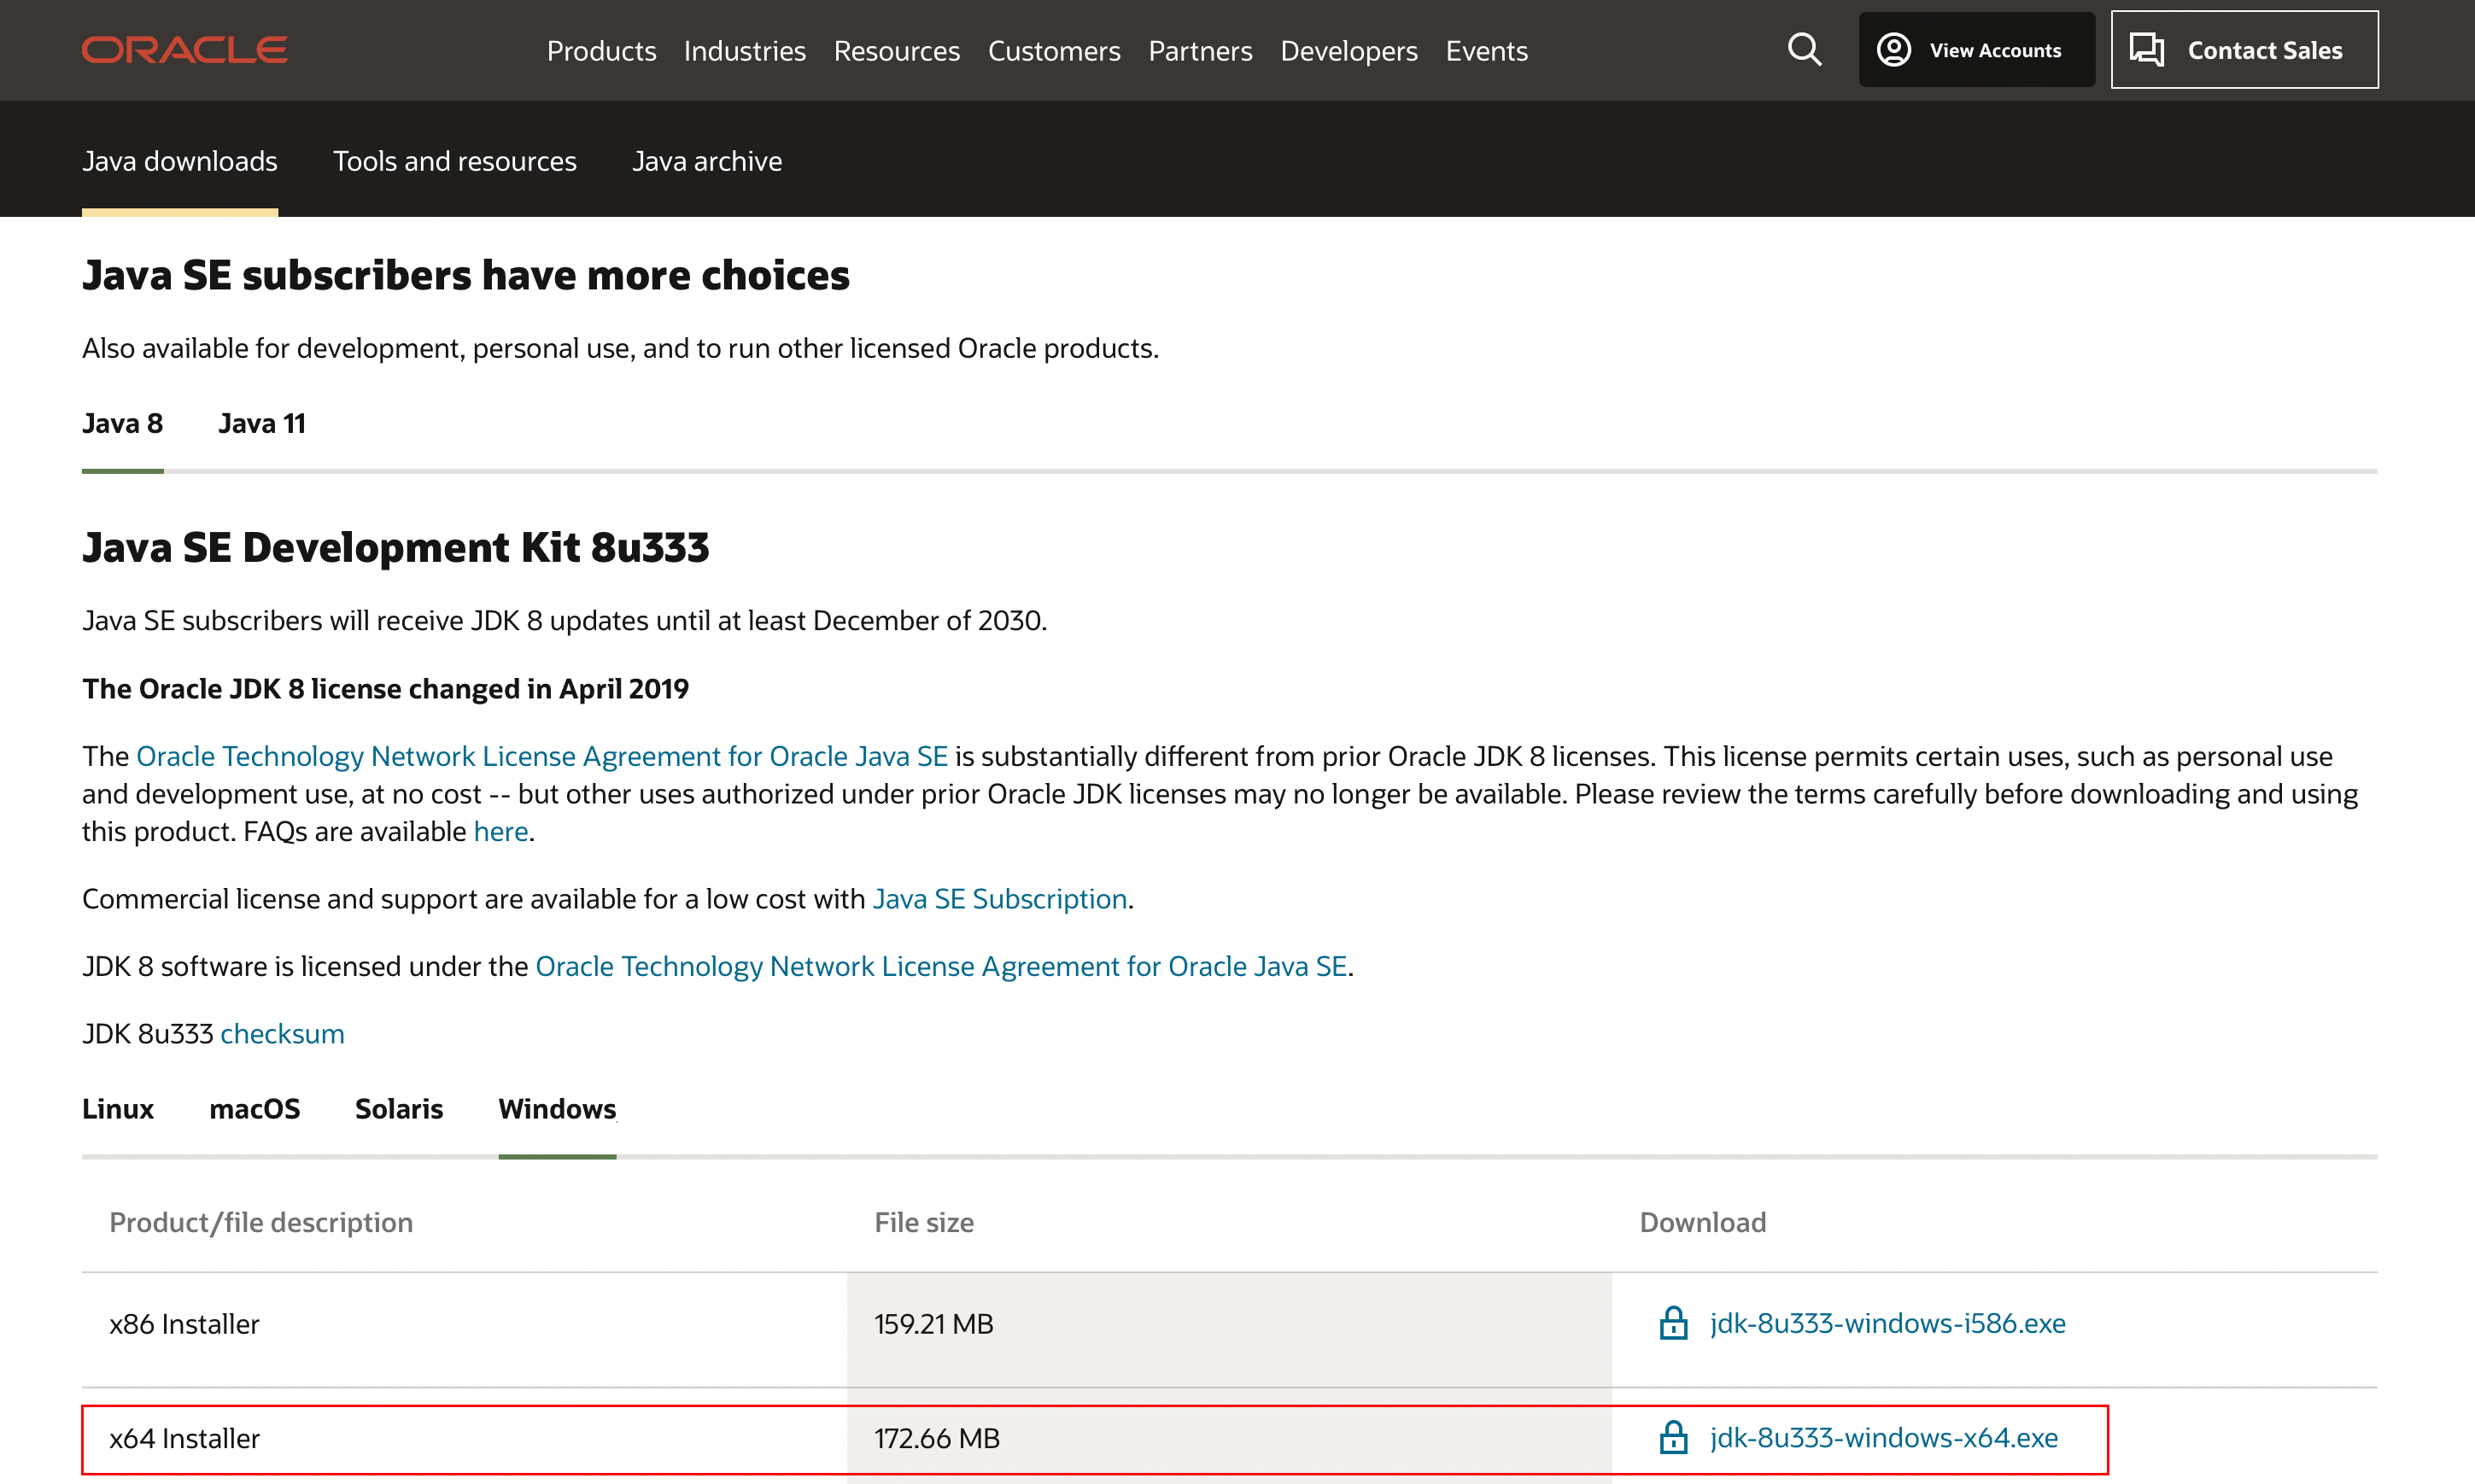 ORACLE
Products Industries Resources Customers Partners Developers Events
View Accounts
Contact Sales
Java downloads Tools and resources Java archive
Java SE subscribers have more choices
Also available for development, personal use, and to run other licensed Oracle products.
Java 8 Java 11
Java SE Development Kit 8u333
Java SE subscribers will receive JDK 8 updates until at least December of 2030.
The Oracle JDK 8 license changed in April 2019
The Oracle Technology Network License Agreement for Oracle Java SE is substantially different from prior Oracle JDK 8 licenses. This license permits certain uses, such as personal use
and development use, at no cost -- but other uses authorized under prior Oracle JDK licenses may no longer be available. Please review the terms carefully before downloading and using
this product. FAQs are available here.
Commercial license and support are available for a low cost with Java SE Subscription.
JDK 8 software is licensed under the Oracle Technology Network License Agreement for Oracle Java SE.
JDK 8u333 checksum
Linux macOS Solaris Windows
Product/file description File size Download
x86 Installer 159.21 MB jdk-8u333-windows-i586.exe
x64 Installer 172.66 MB jdk-8u333-windows-x64.exe